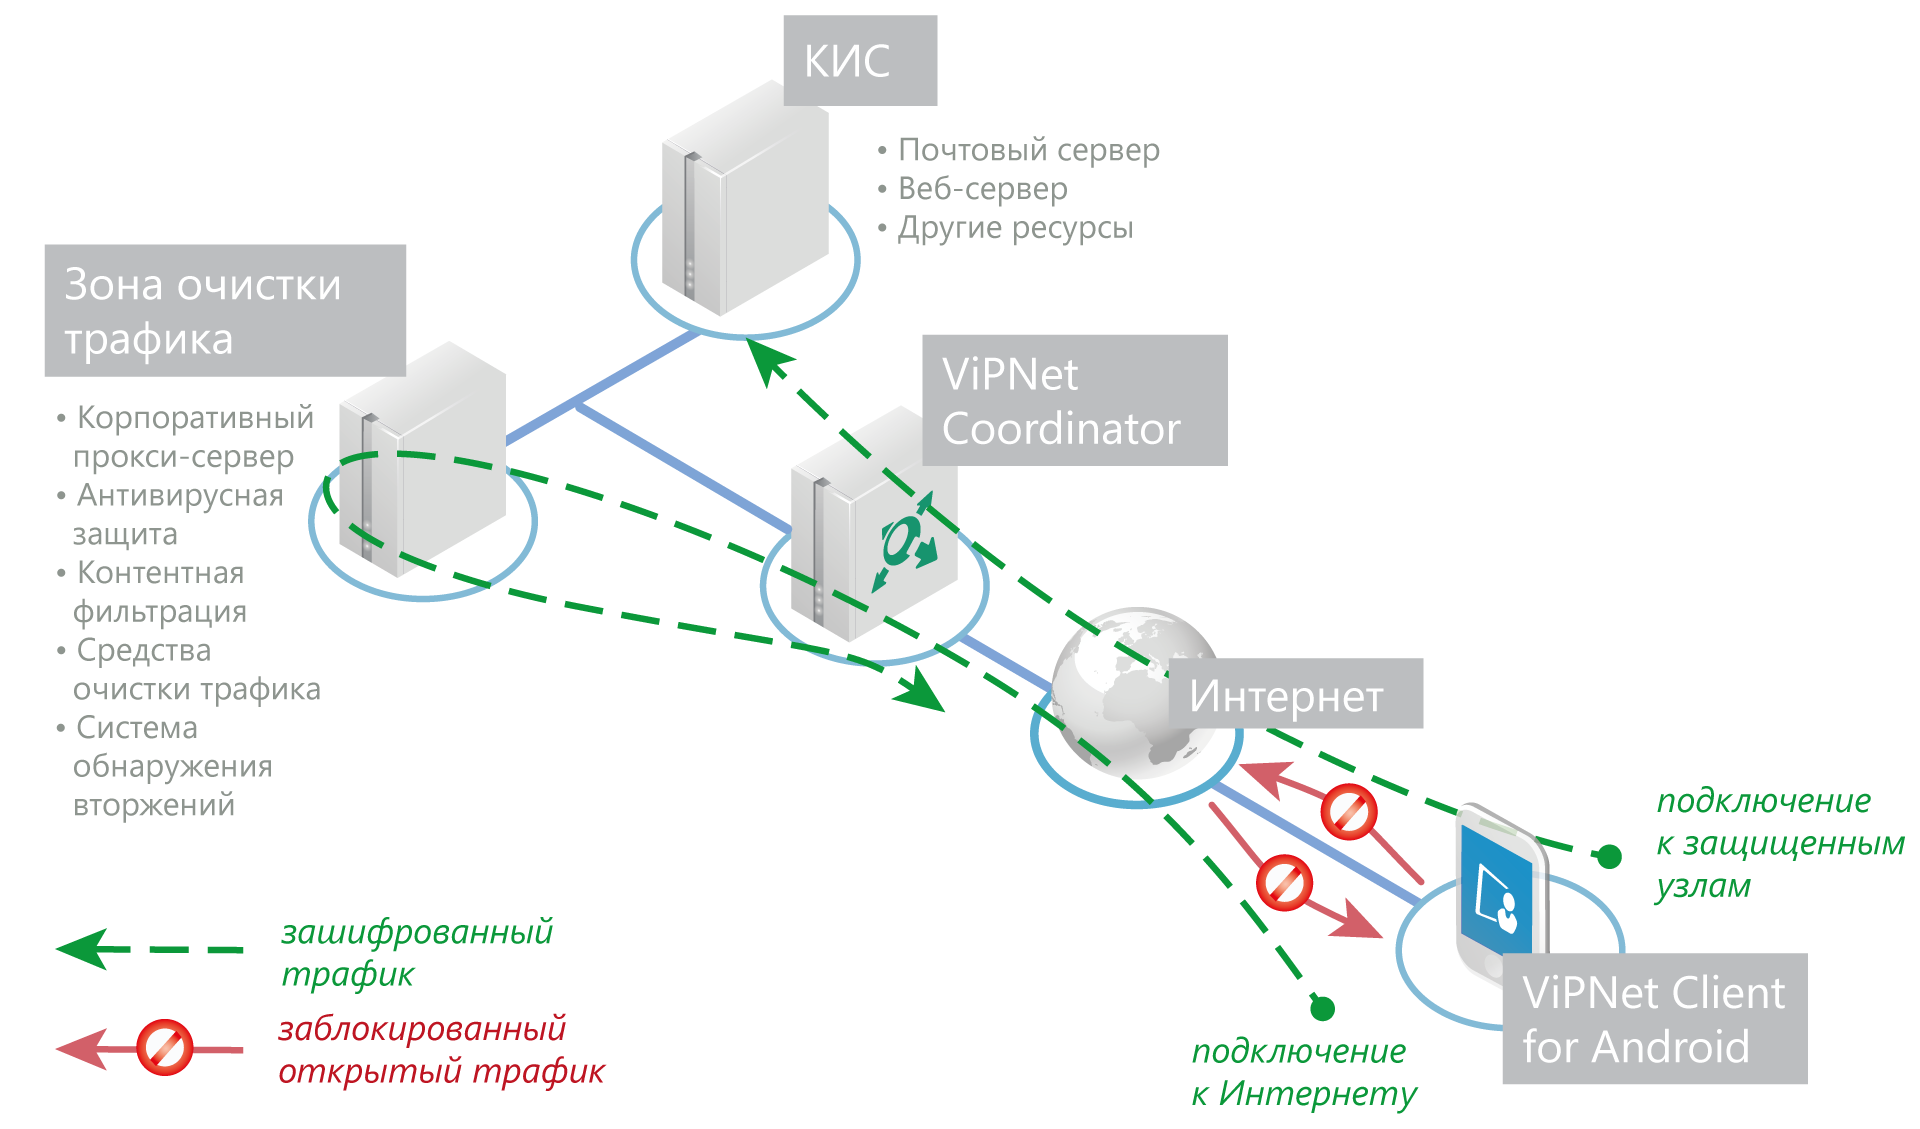 КИС
• Почтовый сервер
• Веб-сервер
• Другие ресурсы
Зона очистки
трафика
• Корпоративный
прокси-сервер
• Антивирусная
защита
• Контентная
фильтрация
• Средства
очистки трафика
• Система
обнаружения
вторжений
ViPNet
Coordinator
Интернет
подключение
к защищенным
узлам
ViPNet Client
for Android
подключение
к Интернету
зашифрованный
трафик
заблокированный
открытый трафик